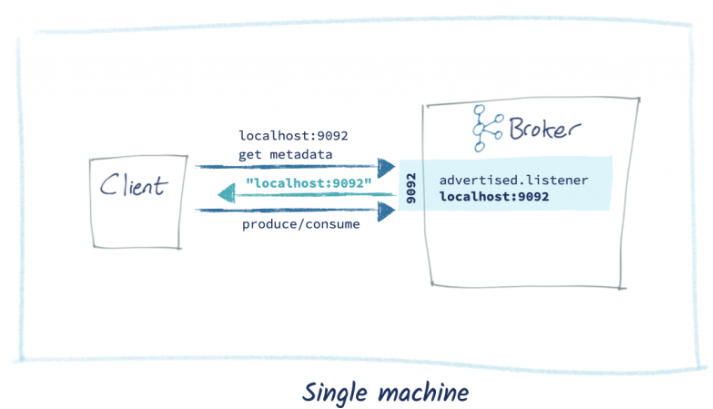 localhost:9092
get metadata
Client
"localhost:9092"
produce/consume
9092
Broker
advertised.listener
localhost:9092
Single machine